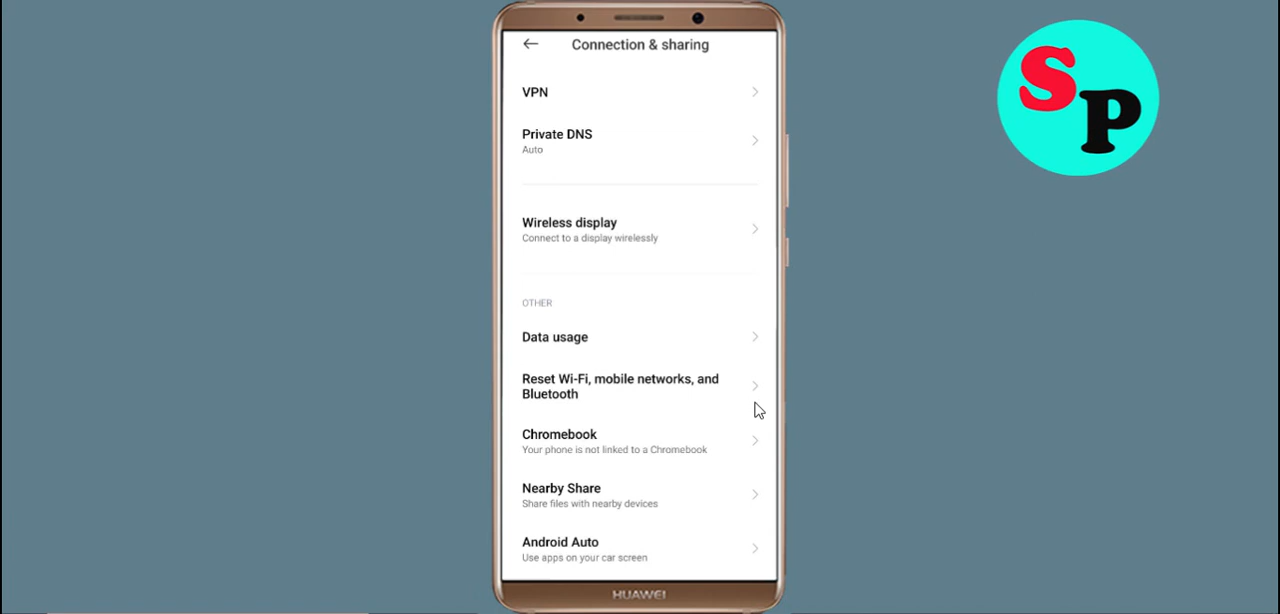 Connection & sharing
VPN
Private DNS
Auto
Wireless display
Connect to a display wirelessly
OTHER
Data usage
Reset Wi-Fi, mobile networks, and
Bluetooth
Chromebook
Your phone is not linked to a Chromebook
Nearby Share
Share files with nearby devices
Android Auto
Use apps on your car screen
HUAWEI
SP